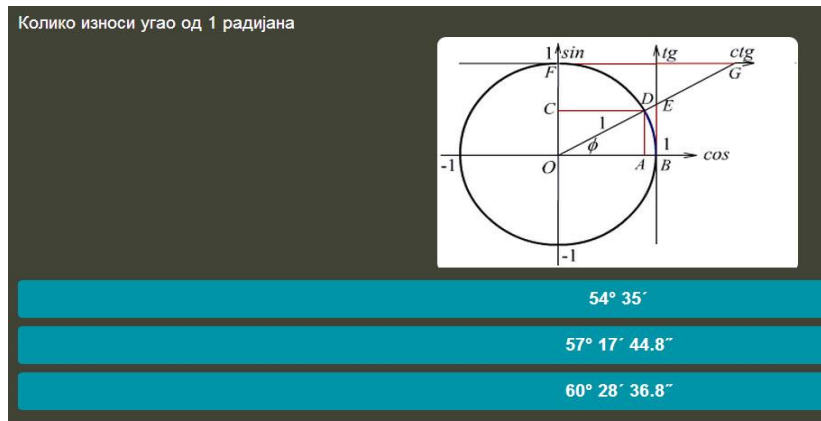 Колико износи угао од 1 радијана
1 sin tg ctg
F G
D E
C
1
ϕ 1
cos
-1 O A B
-1
54° 35´
57° 17´ 44.8˝
60° 28´ 36.8˝